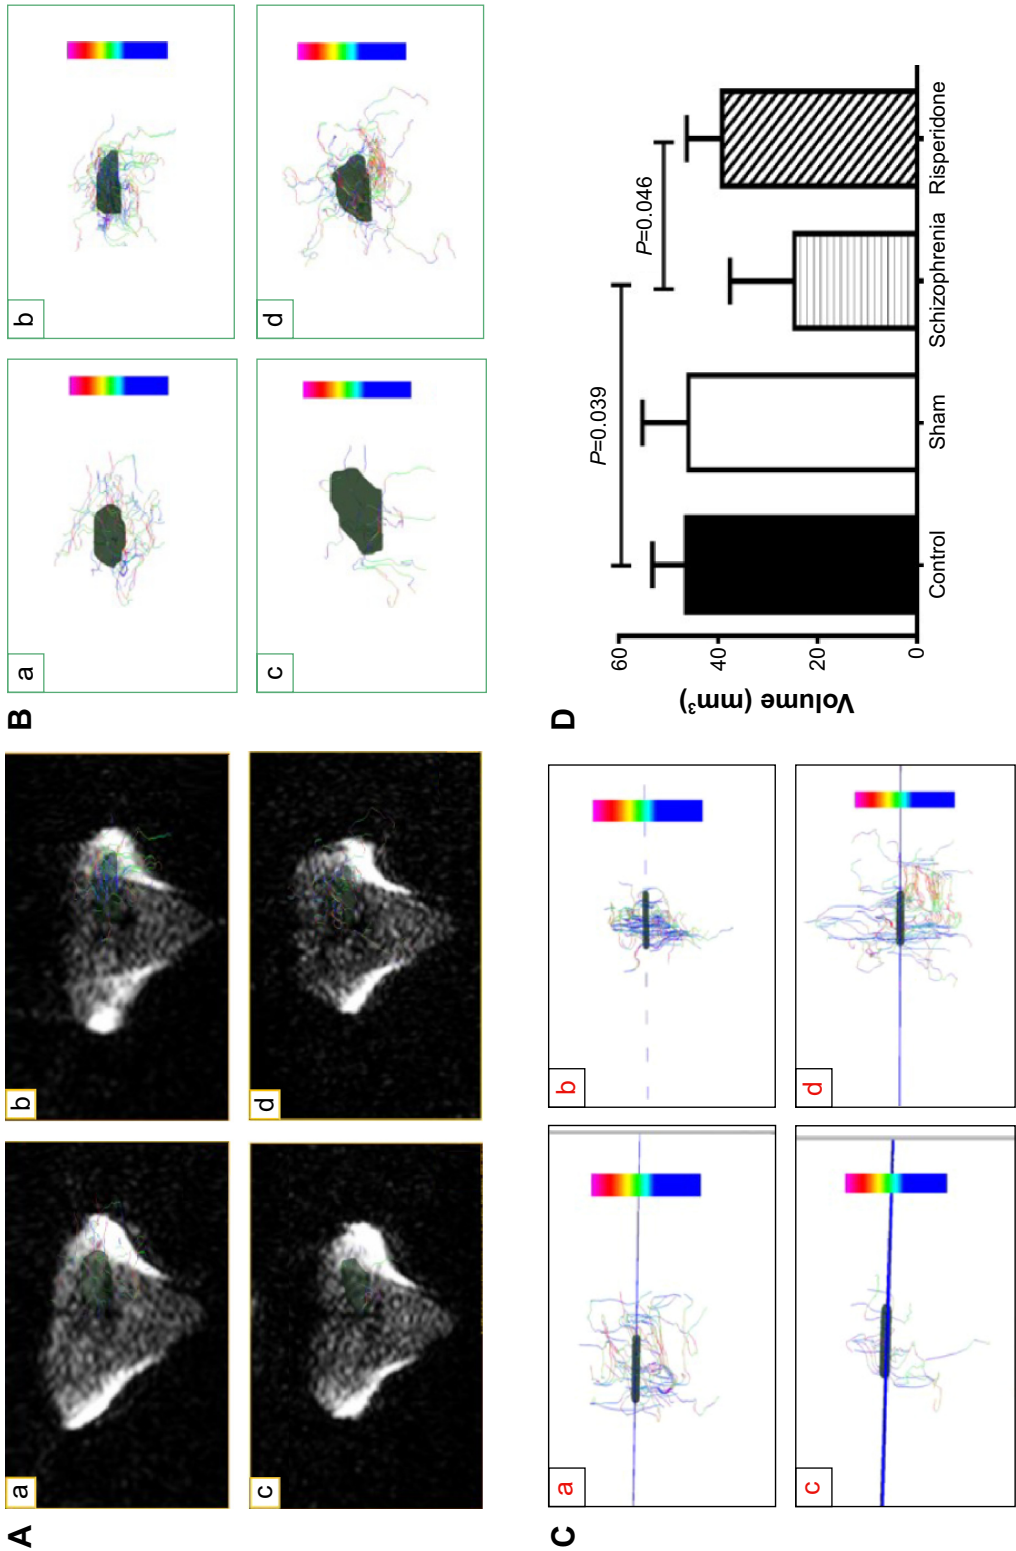 A
a
b
c
d
B
a
b
c
d
C
a
b
c
d
D
Volume (mm³)
60
40
20
0
P=0.039
P=0.046
Control
Sham
Schizophrenia
Risperidone